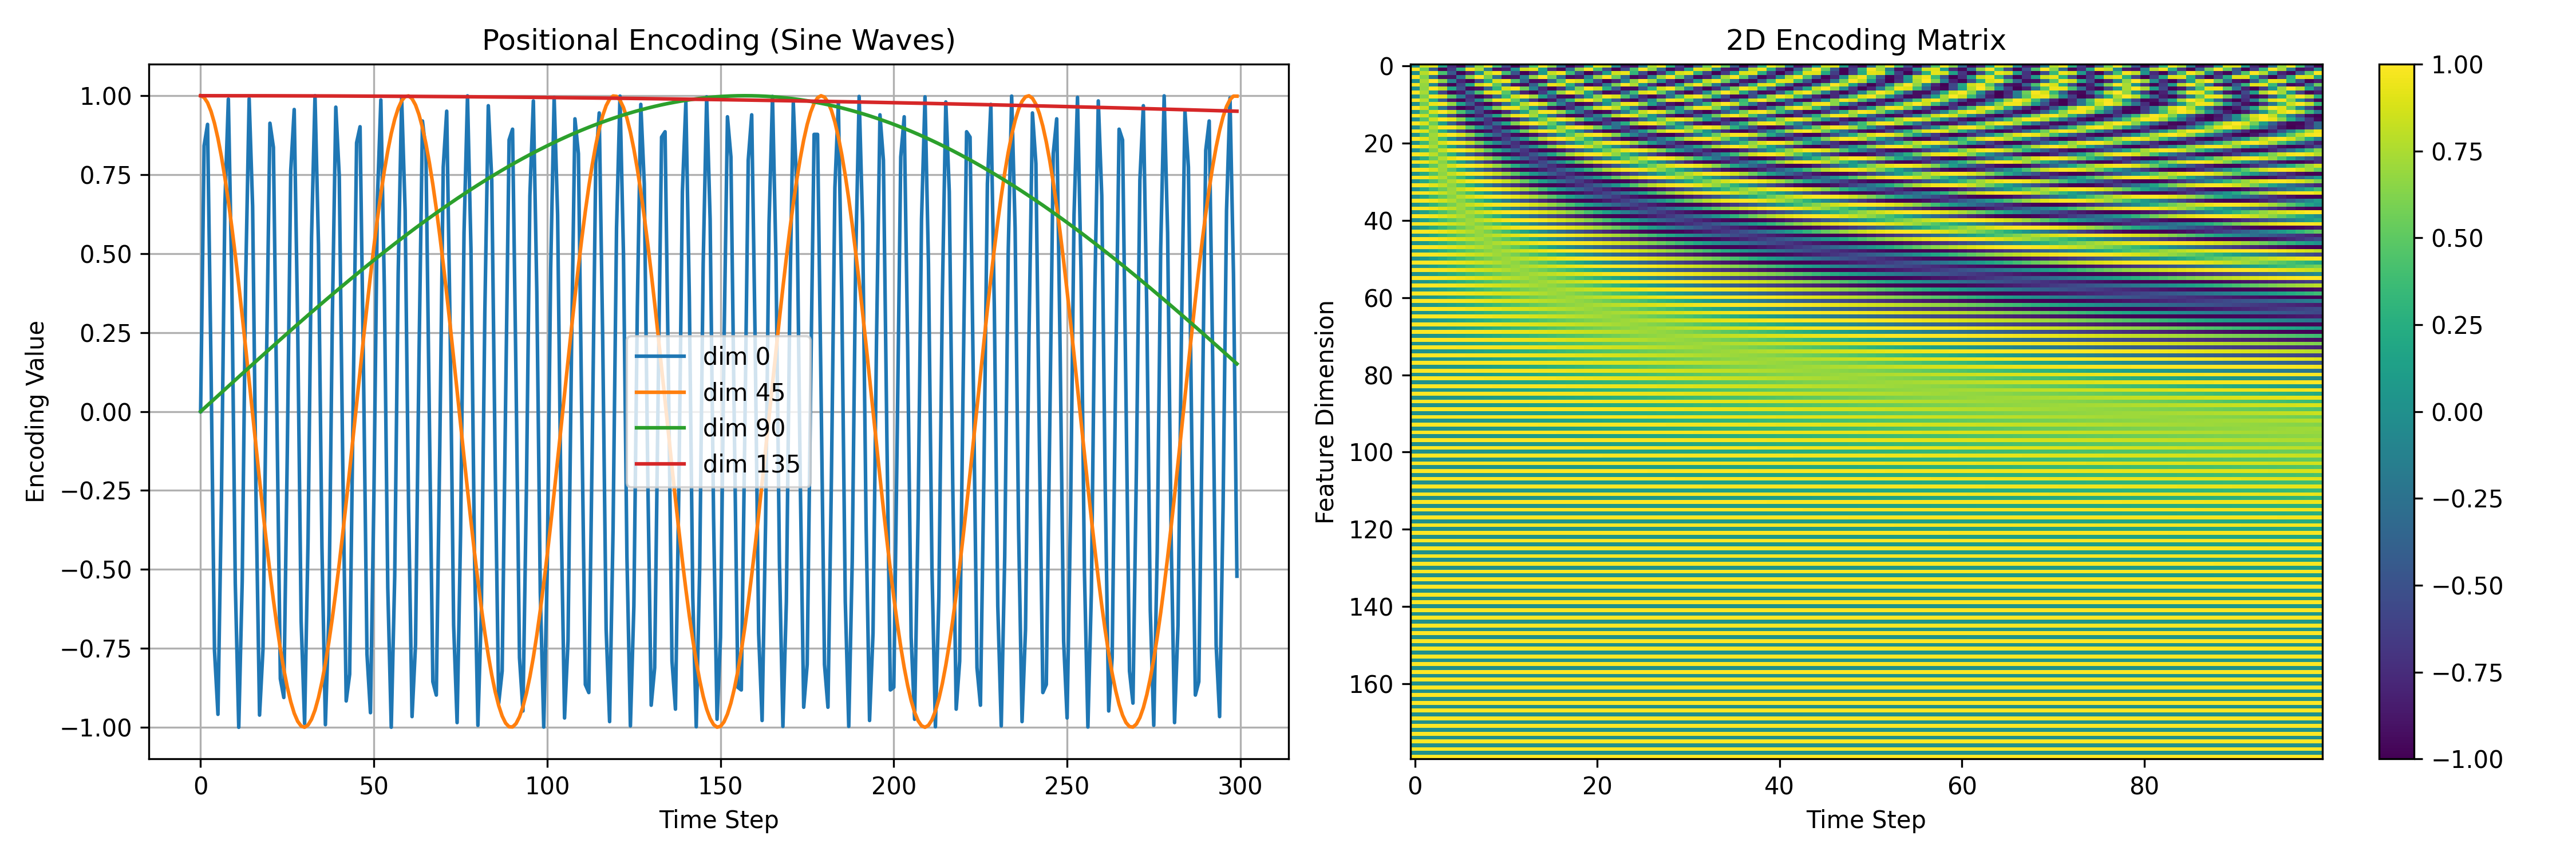 Positional Encoding (Sine Waves)
1.00
0.75
0.50
0.25
0.00
−0.25
−0.50
−0.75
−1.00
Encoding Value
dim 0
dim 45
dim 90
dim 135
0 50 100 150 200 250 300
Time Step
2D Encoding Matrix
0
20
40
60
80
100
120
140
160
Feature Dimension
0 20 40 60 80
Time Step
1.00
0.75
0.50
0.25
0.00
−0.25
−0.50
−0.75
−1.00